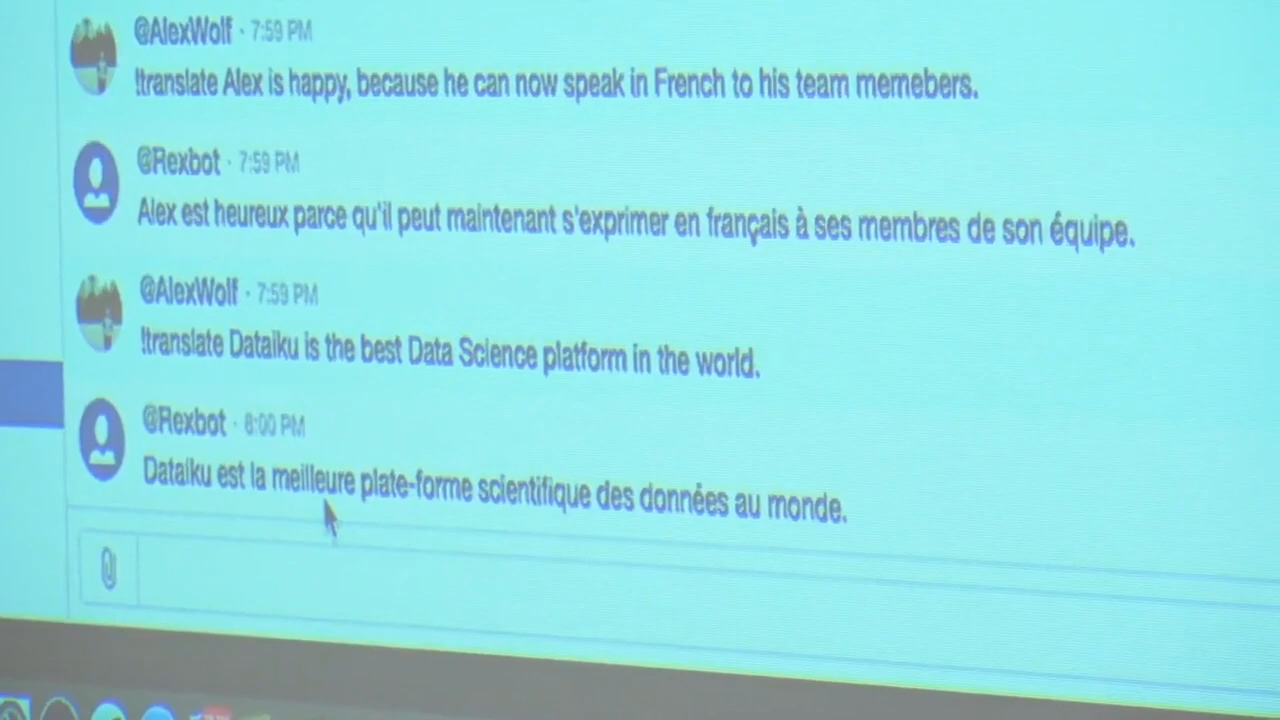 @AlexWolf · 7:59 PM
!translate Alex is happy, because he can now speak in French to his team memebers.
@Rexbot · 7:59 PM
Alex est heureux parce qu'il peut maintenant s'exprimer en français à ses membres de son équipe.
@AlexWolf · 7:59 PM
!translate Dataiku is the best Data Science platform in the world.
@Rexbot · 8:00 PM
Dataiku est la meilleure plate-forme scientifique des données au monde.